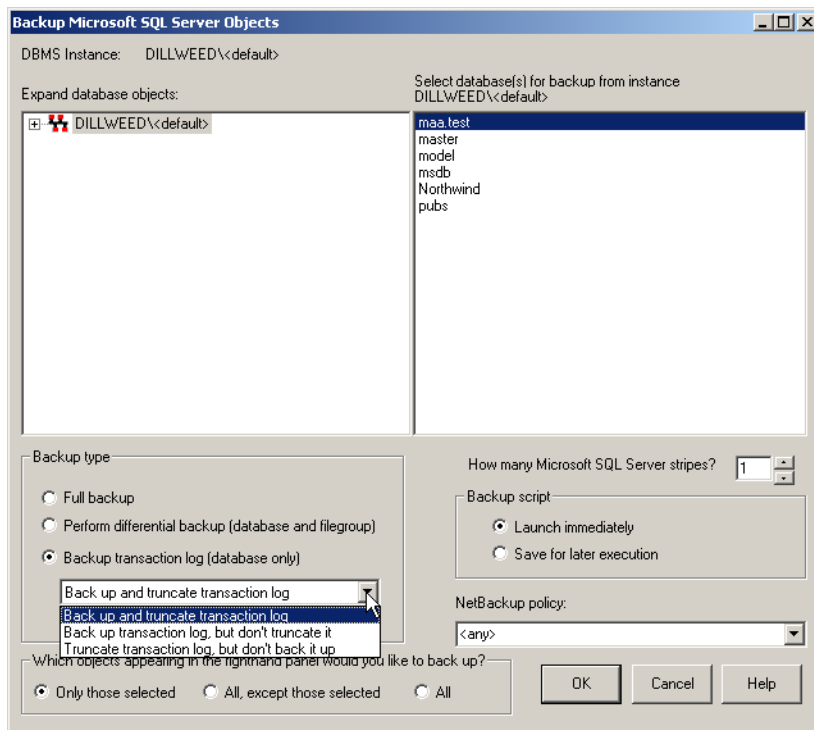 Backup Microsoft SQL Server Objects
DBMS Instance: DILLWEED\<default>
Expand database objects:
Select database(s) for backup from instance
DILLWEED\<default>
DILLWEED\<default>
maa.test
master
model
msdb
Northwind
pubs
Backup type
Full backup
Perform differential backup (database and filegroup)
Backup transaction log (database only)
Back up and truncate transaction log
Back up and truncate transaction log
Back up transaction log, but don't truncate it
Truncate transaction log, but don't back it up
How many Microsoft SQL Server stripes? 1
Backup script
Launch immediately
Save for later execution
NetBackup policy:
<any>
Which objects appearing in the righthand panel would you like to back up?
Only those selected All, except those selected All
OK Cancel Help